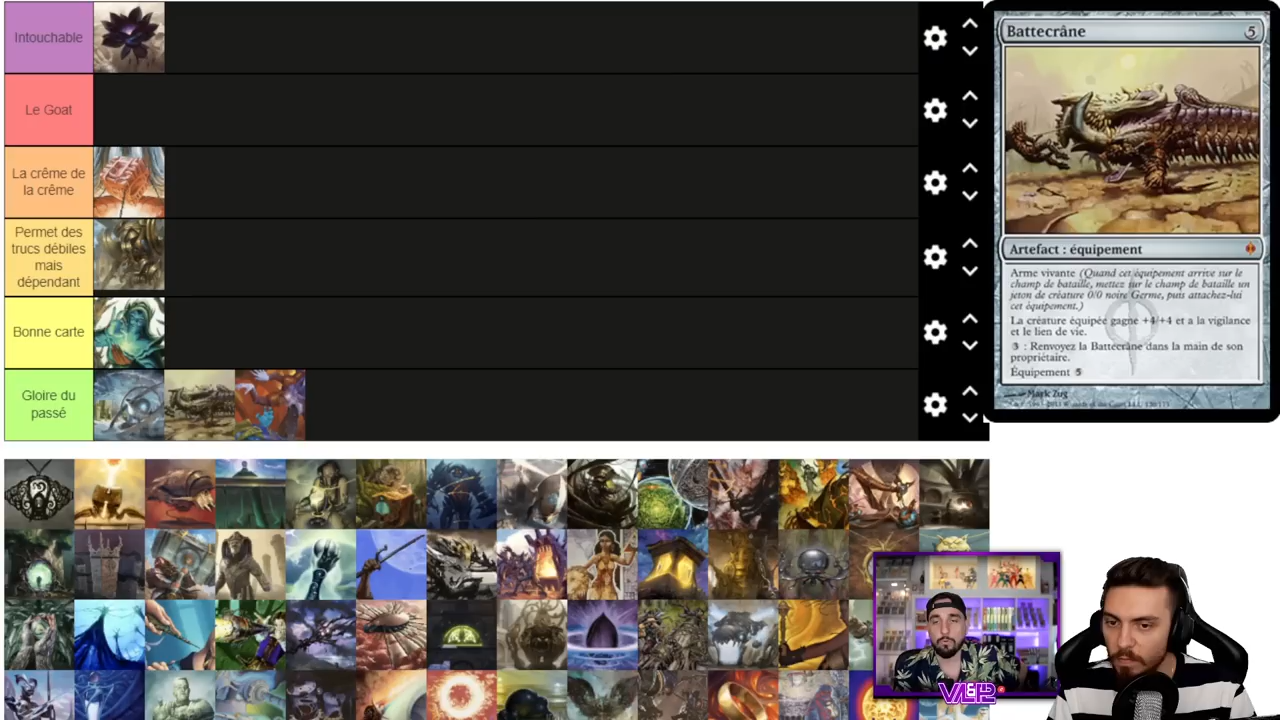 Intouchable
Le Goat
La crême de
la crême
Permet des
trucs débiles
mais
dépendant
Bonne carte
Gloire du
passé
Battecrâne 5
Artefact : équipement
Arme vivante (Quand cet équipement arrive sur le
champ de bataille, mettez sur le champ de bataille un
jeton de créature 0/0 noire Germe, puis attachez-lui
cet équipement.)
La créature équipée gagne +4/+4 et a la vigilance
et le lien de vie.
3 : Renvoyez la Battecrâne dans la main de son
propriétaire.
Équipement 5
Mark Zug